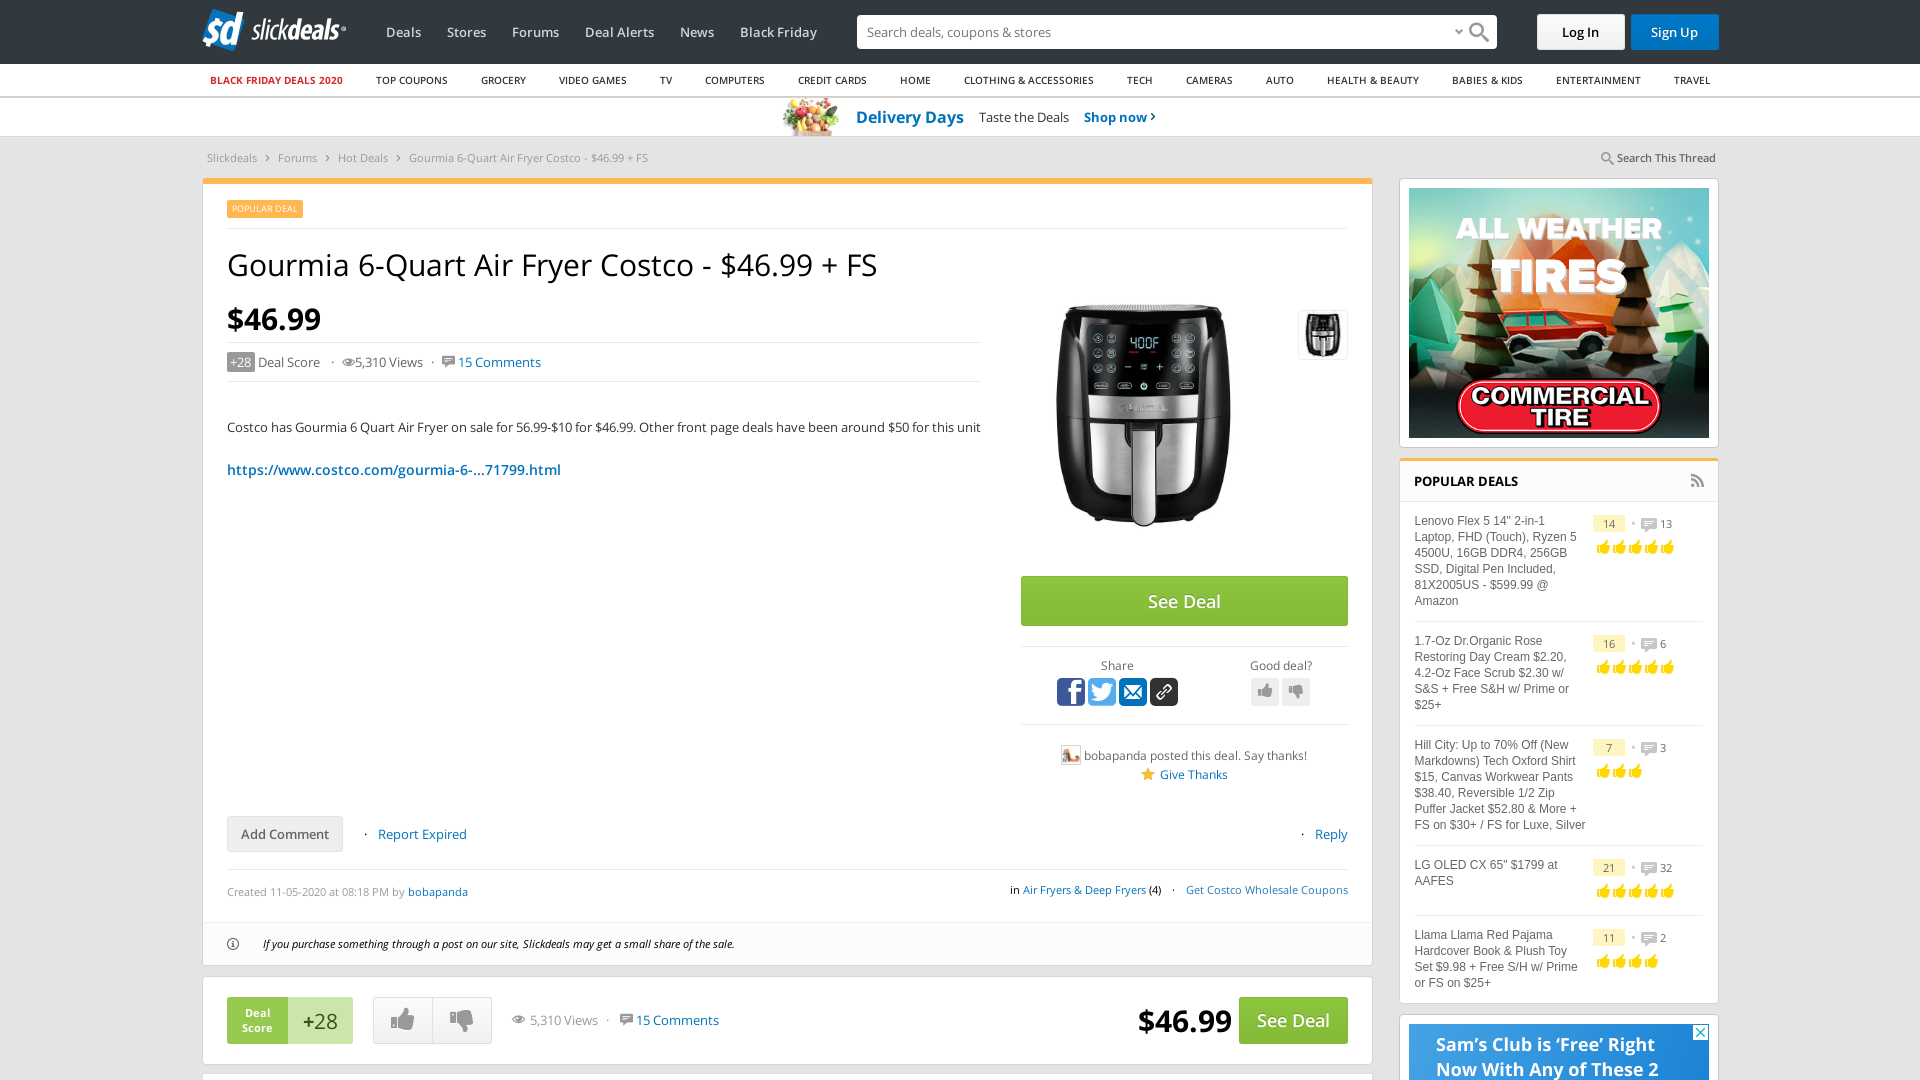 sd slickdeals
Deals Stores Forums Deal Alerts News Black Friday
Search deals, coupons & shopping
Log In Sign Up
BLACK FRIDAY DEALS 2020 TOP COUPONS GROCERY VIDEO GAMES TV COMPUTERS CREDIT CARDS HOME CLOTHING & ACCESSORIES TECH CAMERAS AUTO HEALTH & BEAUTY BABIES & KIDS ENTERTAINMENT TRAVEL
Delivery Days Taste the Deals Shop now
Slickdeals Forums Hot Deals Gourmia 6-Quart Air Fryer Costco - $46.99 + FS
Search This Thread
POPULAR DEAL
Gourmia 6-Quart Air Fryer Costco - $46.99 + FS
$46.99
+28 Deal Score · 5,310 Views · 15 Comments
Costco has Gourmia 6 Quart Air Fryer on sale for 56.99-$10 for $46.99. Other front page deals have been around $50 for this unit
https://www.costco.com/gourmia-6-...71799.html
400F
See Deal
Share
Good deal?
bobapanda posted this deal. Say thanks!
Give Thanks
Add Comment · Report Expired
· Reply
Created 11-05-2020 at 08:18 PM by bobapanda
in Air Fryers & Deep Fryers (4) · Get Costco Wholesale Coupons
If you purchase something through a post on our site, Slickdeals may get a small share of the sale.
Deal
Score
+28
5,310 Views · 15 Comments
$46.99
See Deal
ALL WEATHER
TIRES
COMMERCIAL
TIRE
POPULAR DEALS
Lenovo Flex 5 14" 2-in-1
Laptop, FHD (Touch), Ryzen 5
4500U, 16GB DDR4, 256GB
SSD, Digital Pen Included,
81X2005US - $599.99 @
Amazon
14 • 13
1.7-Oz Dr.Organic Rose
Restoring Day Cream $2.20,
4.2-Oz Face Scrub $2.30 w/
S&S + Free S&H w/ Prime or
$25+
16 • 6
Hill City: Up to 70% Off (New
Markdowns) Tech Oxford Shirt
$15, Canvas Workwear Pants
$38.40, Reversible 1/2 Zip
Puffer Jacket $52.80 & More +
FS on $30+ / FS for Luxe, Silver
7 • 3
LG OLED CX 65" $1799 at
AAFES
21 • 32
Llama Llama Red Pajama
Hardcover Book & Plush Toy
Set $9.98 + Free S/H w/ Prime
or FS on $25+
11 • 2
Sam's Club is 'Free' Right
Now With Any of These 2